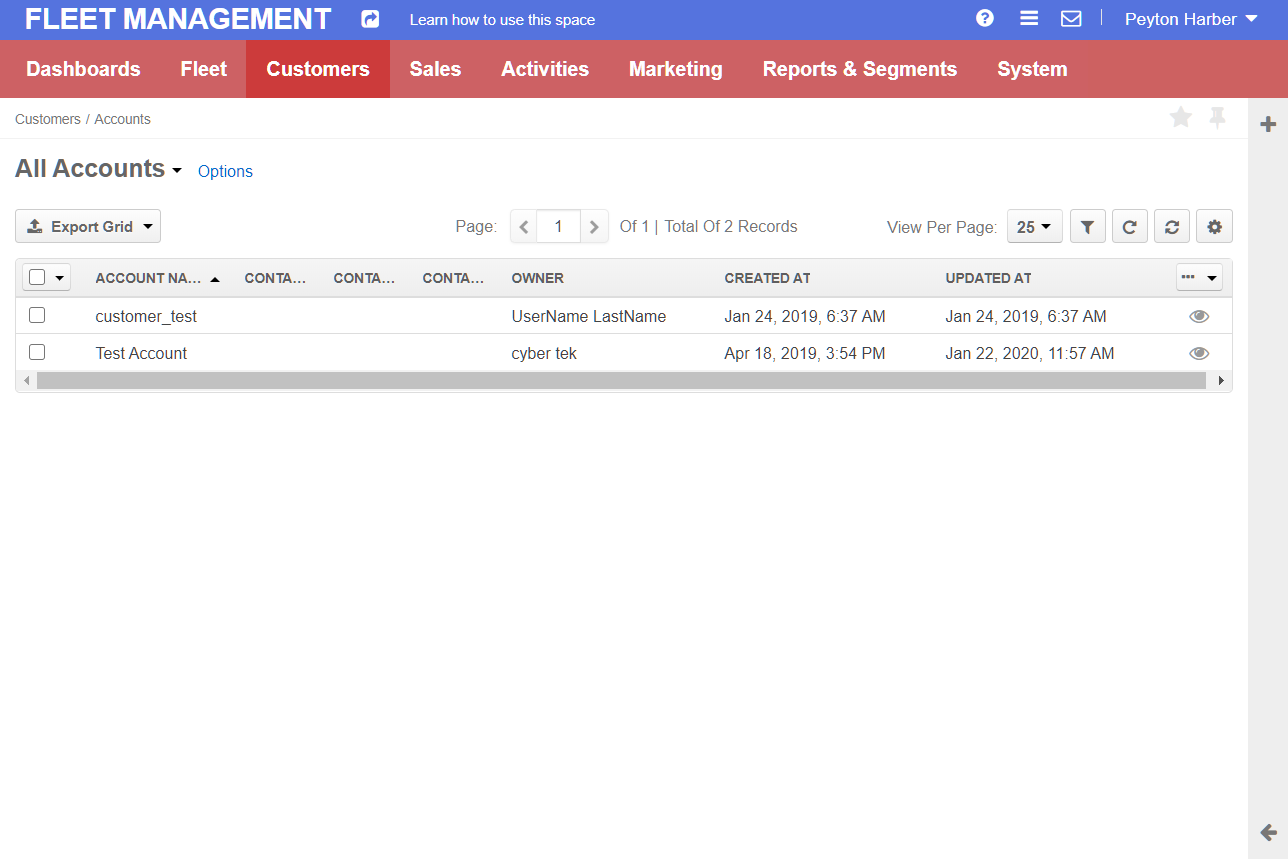 FLEET MANAGEMENT Learn how to use this space Peyton Harber
Dashboards Fleet Customers Sales Activities Marketing Reports & Segments System
Customers / Accounts
All Accounts Options
Export Grid Page: 1 Of 1 | Total Of 2 Records View Per Page: 25
ACCOUNT NA... CONTA... CONTA... CONTA... OWNER CREATED AT UPDATED AT
customer_test UserName LastName Jan 24, 2019, 6:37 AM Jan 24, 2019, 6:37 AM
Test Account cyber tek Apr 18, 2019, 3:54 PM Jan 22, 2020, 11:57 AM